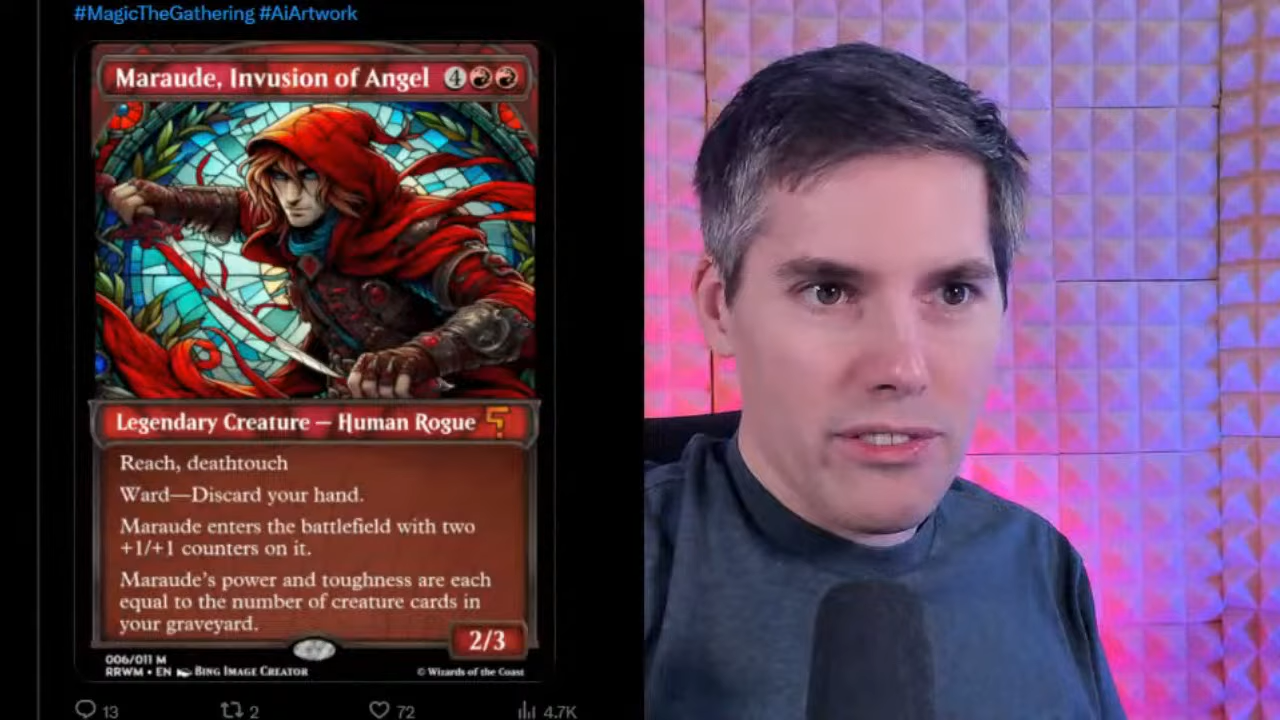 #MagicTheGathering #AiArtwork
Maraude, Invusion of Angel 4
Legendary Creature — Human Rogue
Reach, deathtouch
Ward—Discard your hand.
Maraude enters the battlefield with two
+1/+1 counters on it.
Maraude's power and toughness are each
equal to the number of creature cards in
your graveyard.
2/3
006/011 M
RRWM • EN BING IMAGE CREATOR
© Wizards of the Coast
13 2 72 4.7K